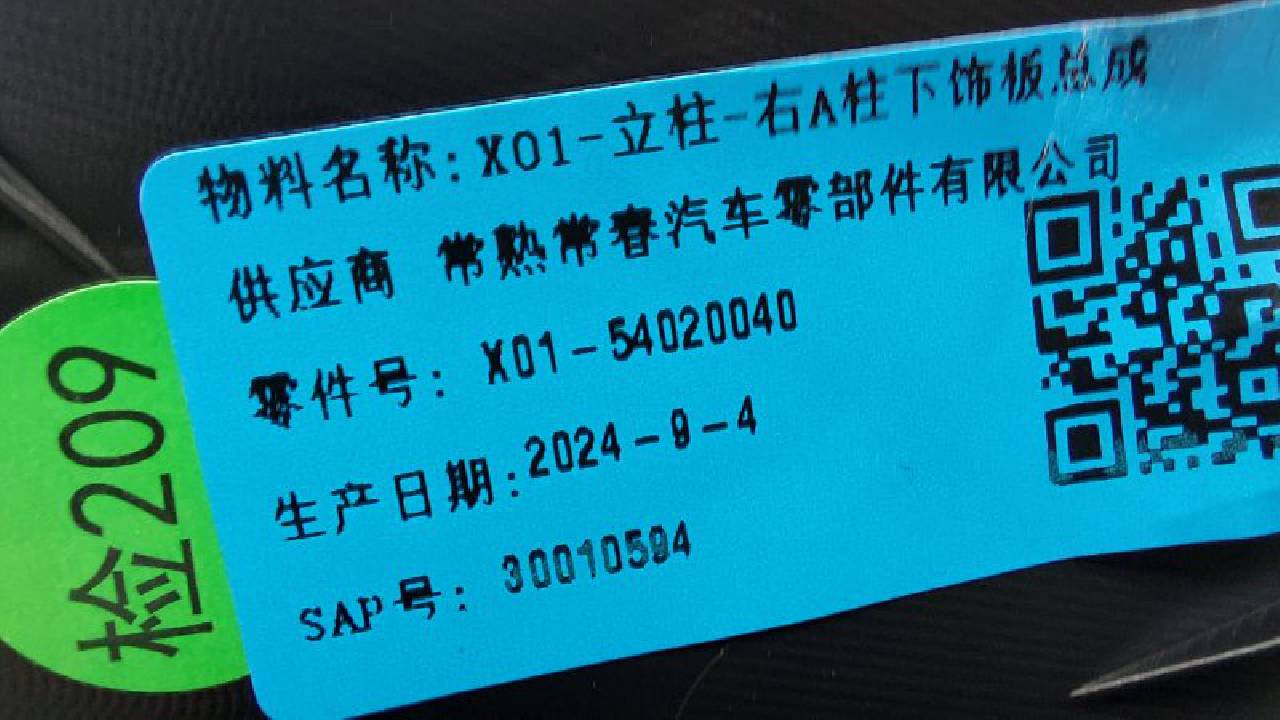 物料名称:X01-立柱-右A柱下饰板总成
供应商 常熟常春汽车零部件有限公司
零件号: X01-54020040
生产日期:2024-9-4
SAP号: 30010594
检209